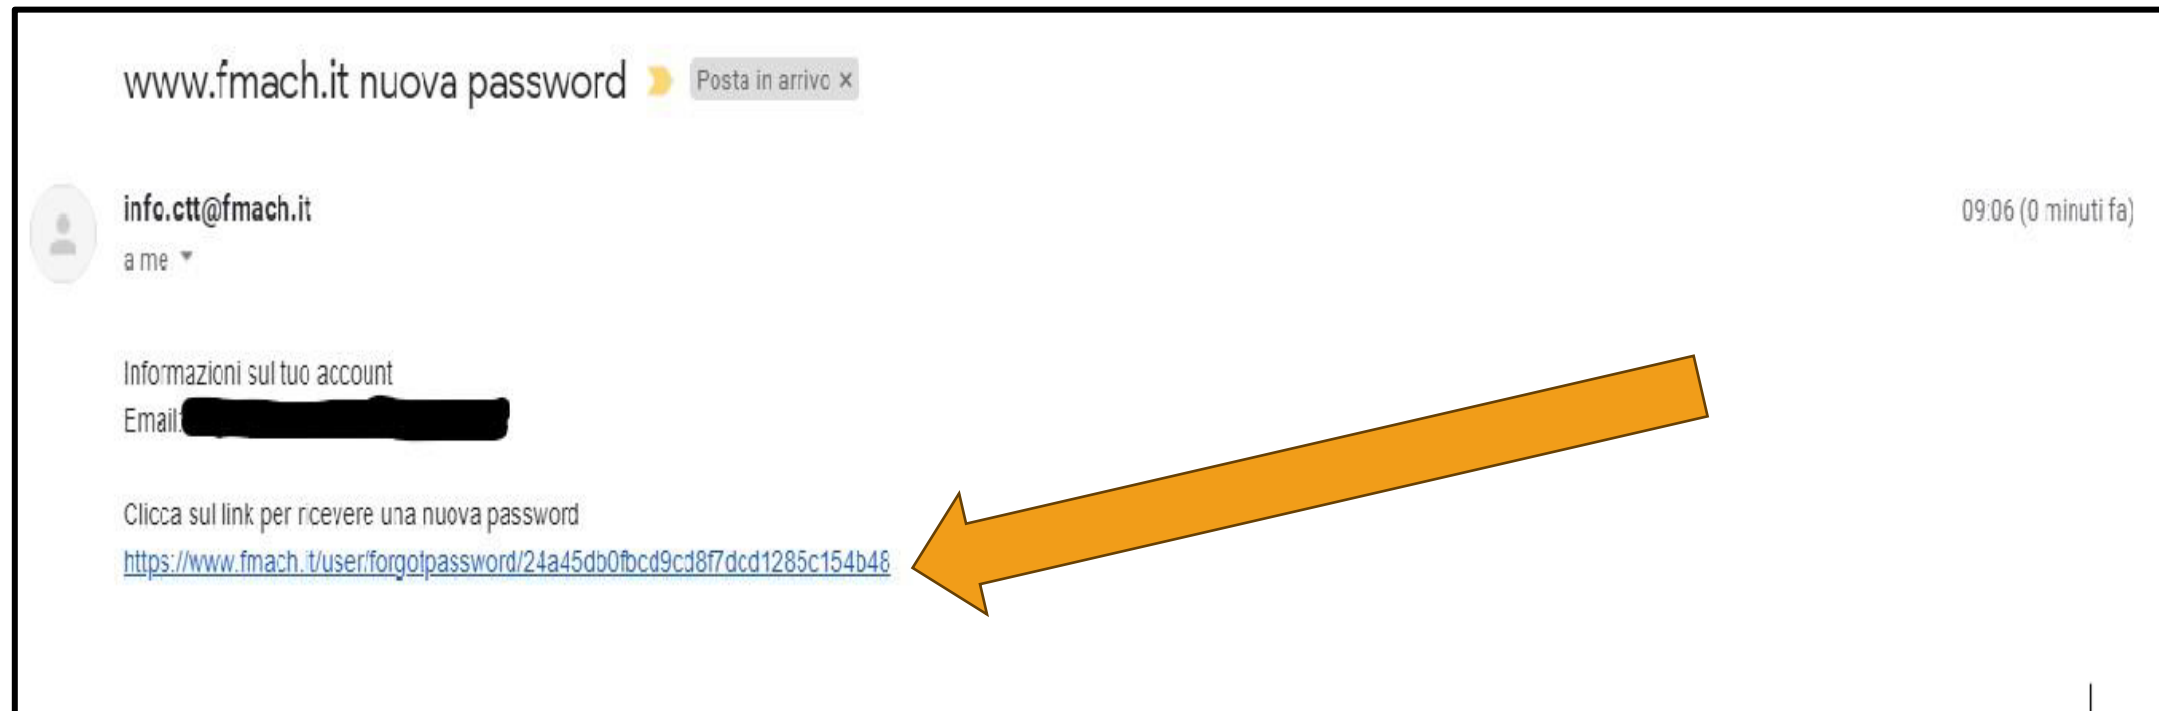 www.fmach.it nuova password Posta in arrivo ×
info.ctt@fmach.it
09:06 (0 minuti fa)
a me
Informazioni sul tuo account
Email:
Clicca sul link per ricevere una nuova password
https://www.fmach.it/user/forgotpassword/24a45db0fbcd9cd8f7dcd1285c154b48